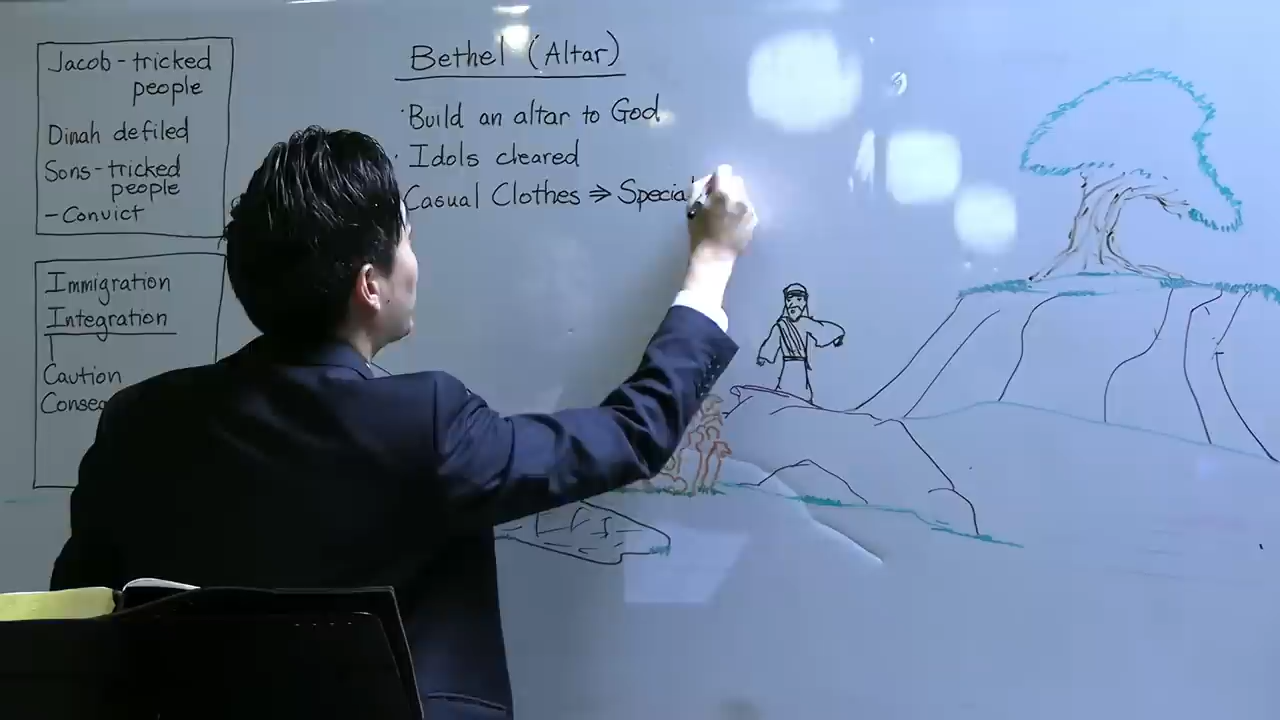 Jacob - tricked
people
Dinah defiled
Sons - tricked
people
- Convict
Immigration
Integration
Caution
Bethel (Altar)
· Build an altar to God
· Idols cleared
Casual Clothes ⇒ Special